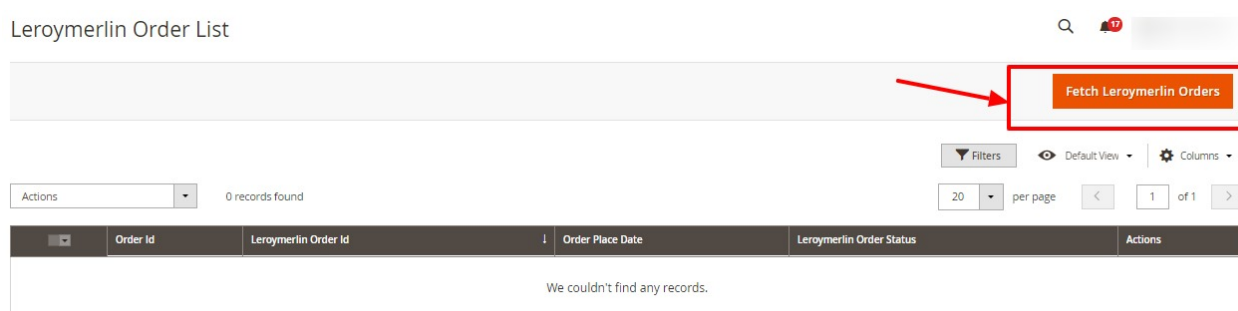 Leroymerlin Order List
17
Fetch Leroymerlin Orders
Filters
Default View
Columns
Actions
0 records found
20
per page
1
of 1
Order Id
Leroymerlin Order Id
Order Place Date
Leroymerlin Order Status
Actions
We couldn't find any records.